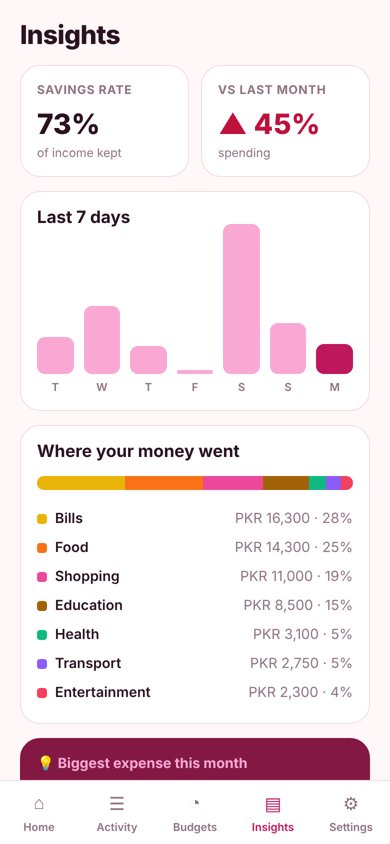 Insights
SAVINGS RATE
73%
of income kept
VS LAST MONTH
▲ 45%
spending
Last 7 days
T W T F S S M
Where your money went
Bills PKR 16,300 · 28%
Food PKR 14,300 · 25%
Shopping PKR 11,000 · 19%
Education PKR 8,500 · 15%
Health PKR 3,100 · 5%
Transport PKR 2,750 · 5%
Entertainment PKR 2,300 · 4%
💡 Biggest expense this month
Home Activity Budgets Insights Settings